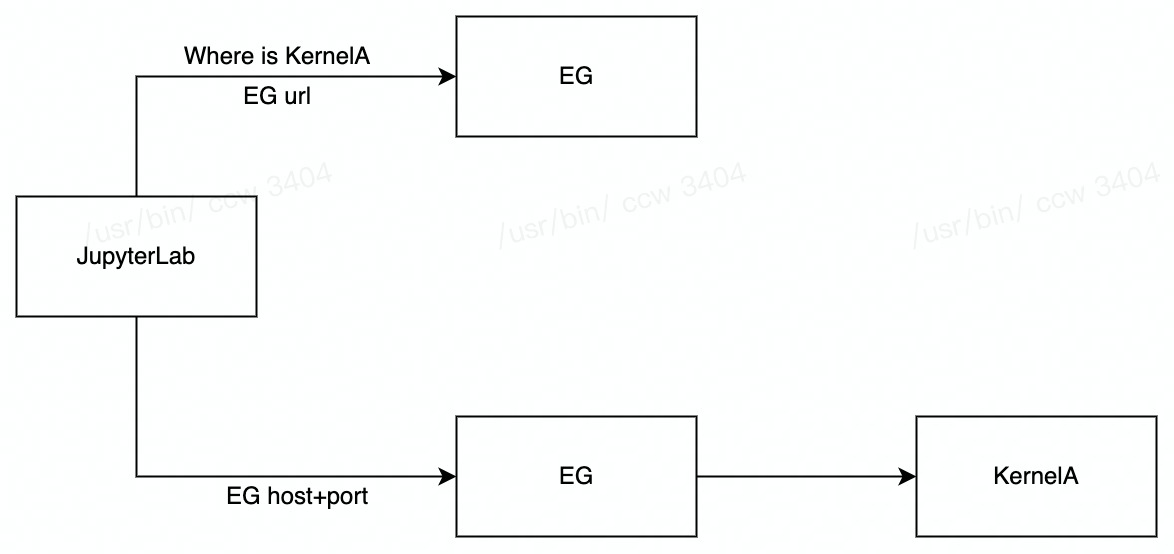 Where is KernelA
EG url
EG
/usr/bin/ ccw 3404
/usr/bin/ ccw 3404
/usr/bin/ ccw 3404
JupyterLab
EG host+port
EG
KernelA